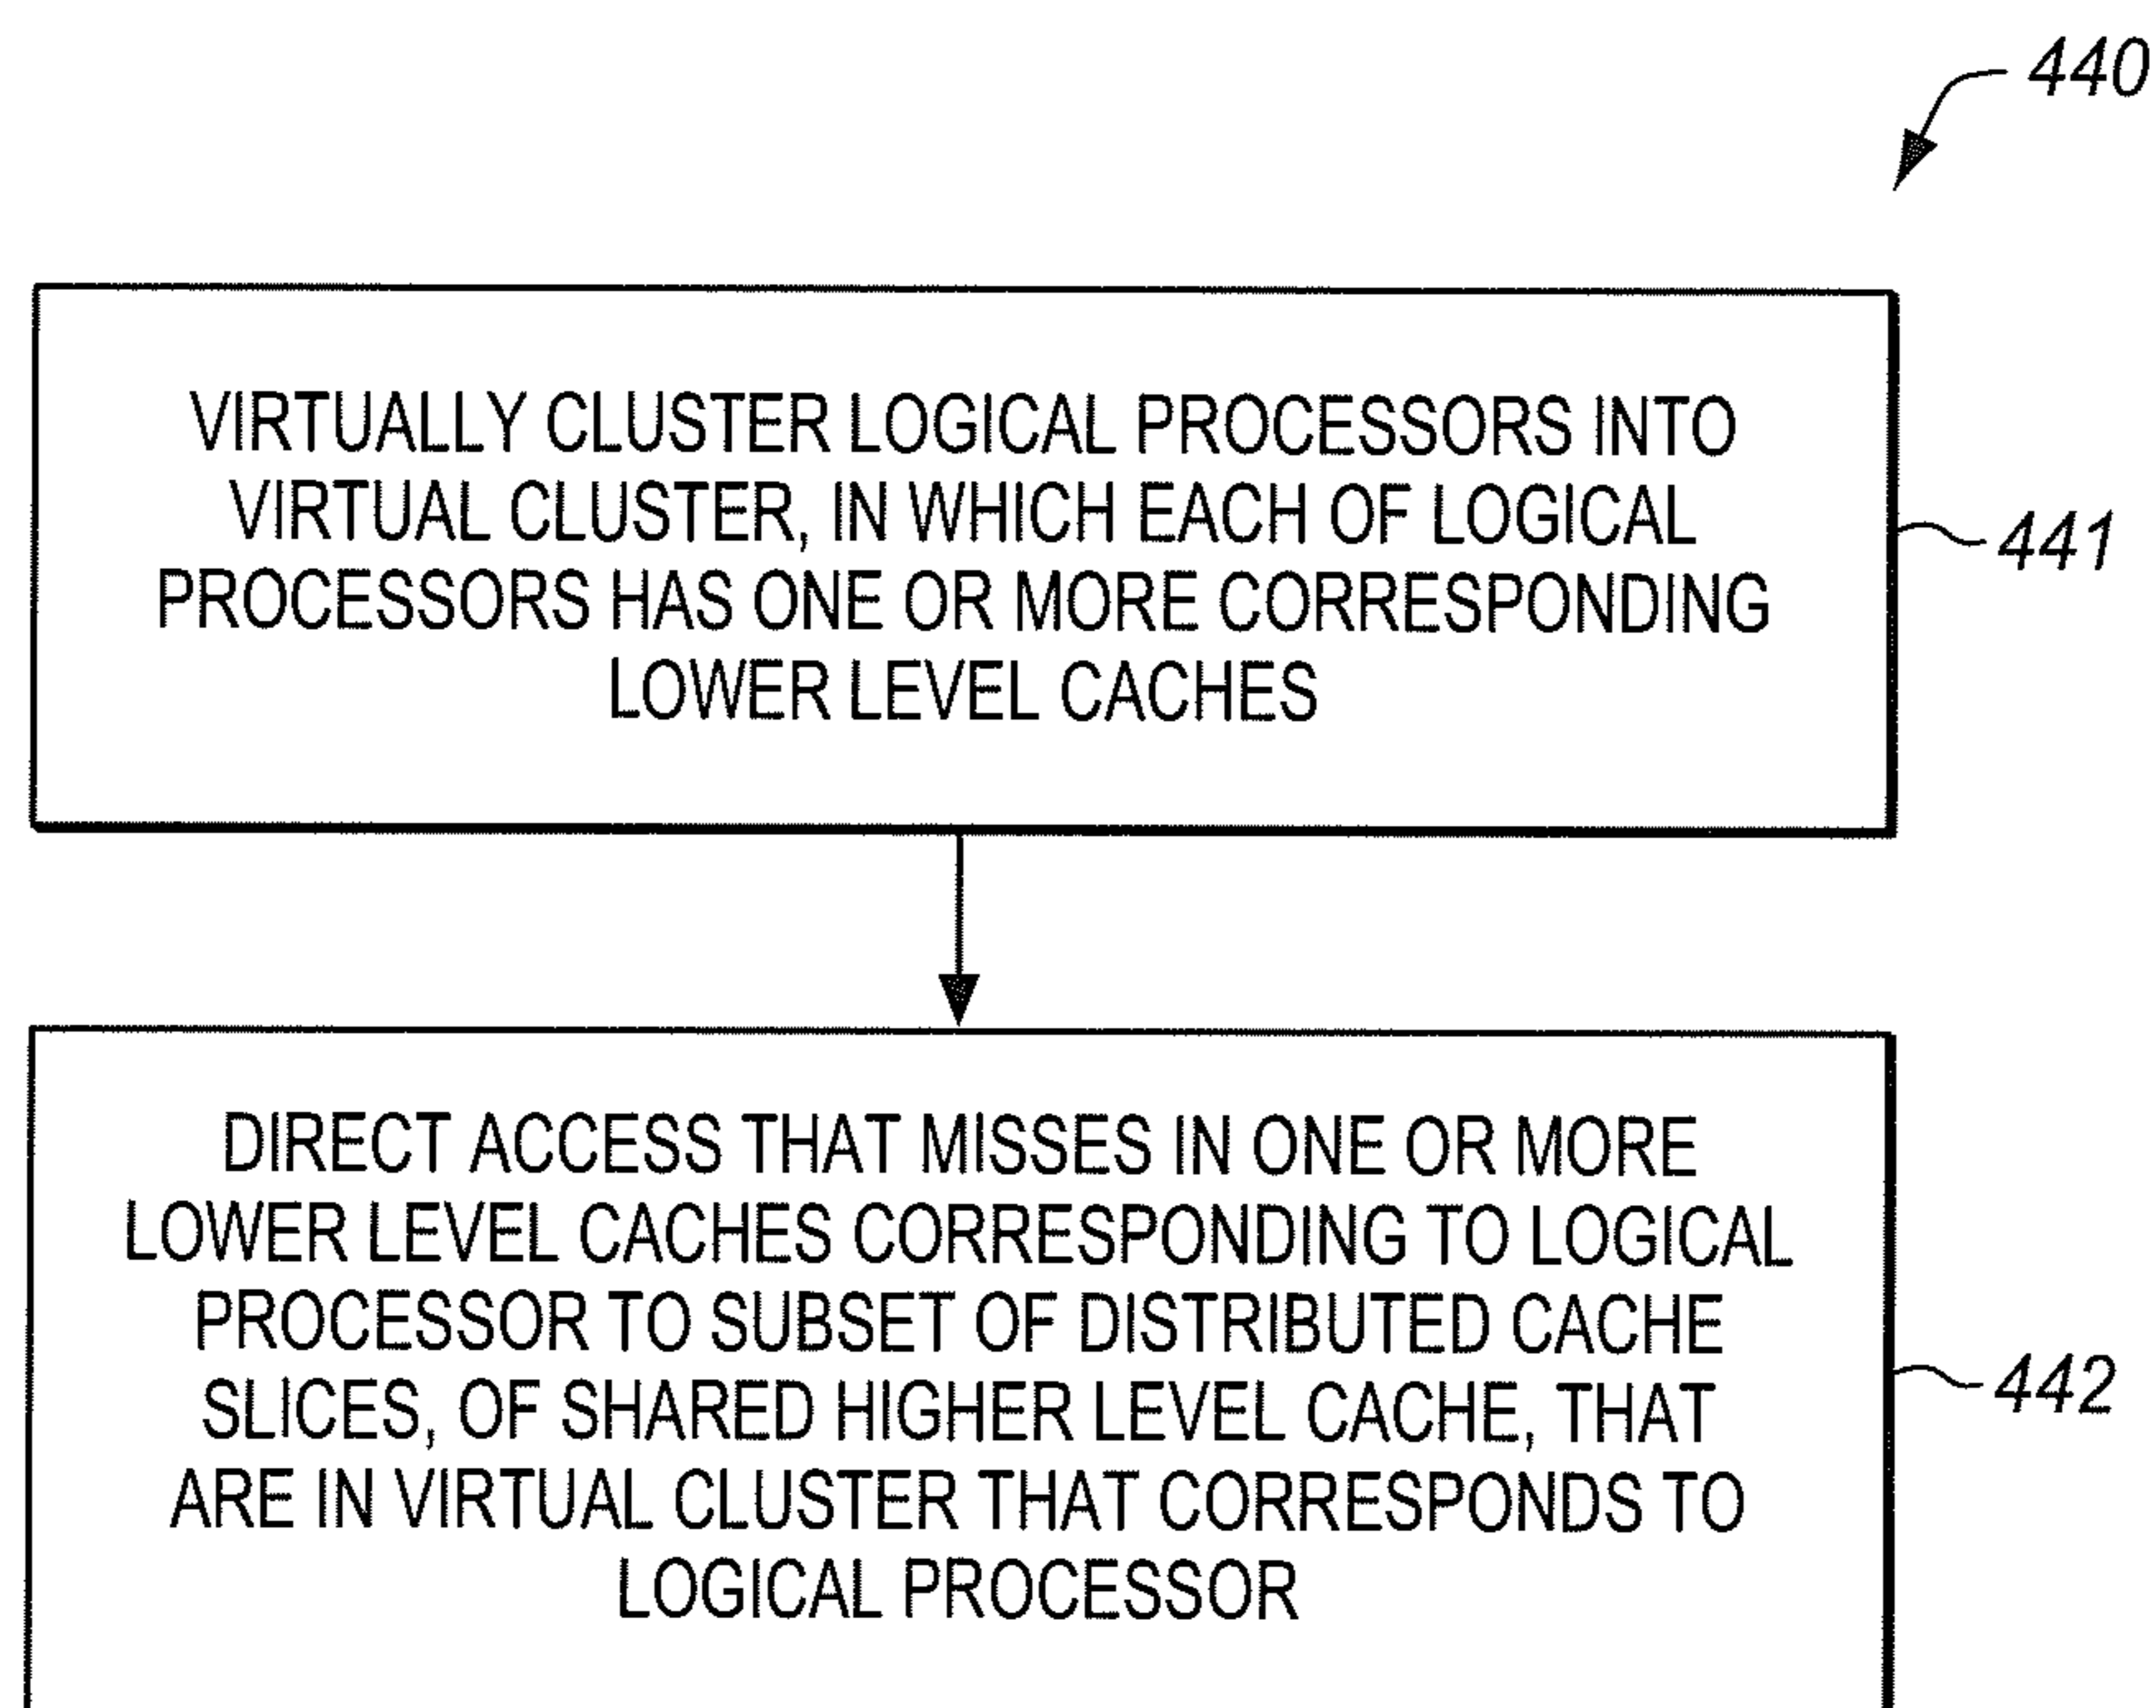 440
VIRTUALLY CLUSTER LOGICAL PROCESSORS INTO
VIRTUAL CLUSTER, IN WHICH EACH OF LOGICAL
PROCESSORS HAS ONE OR MORE CORRESPONDING
LOWER LEVEL CACHES
441
DIRECT ACCESS THAT MISSES IN ONE OR MORE
LOWER LEVEL CACHES CORRESPONDING TO LOGICAL
PROCESSOR TO SUBSET OF DISTRIBUTED CACHE
SLICES, OF SHARED HIGHER LEVEL CACHE, THAT
ARE IN VIRTUAL CLUSTER THAT CORRESPONDS TO
LOGICAL PROCESSOR
442